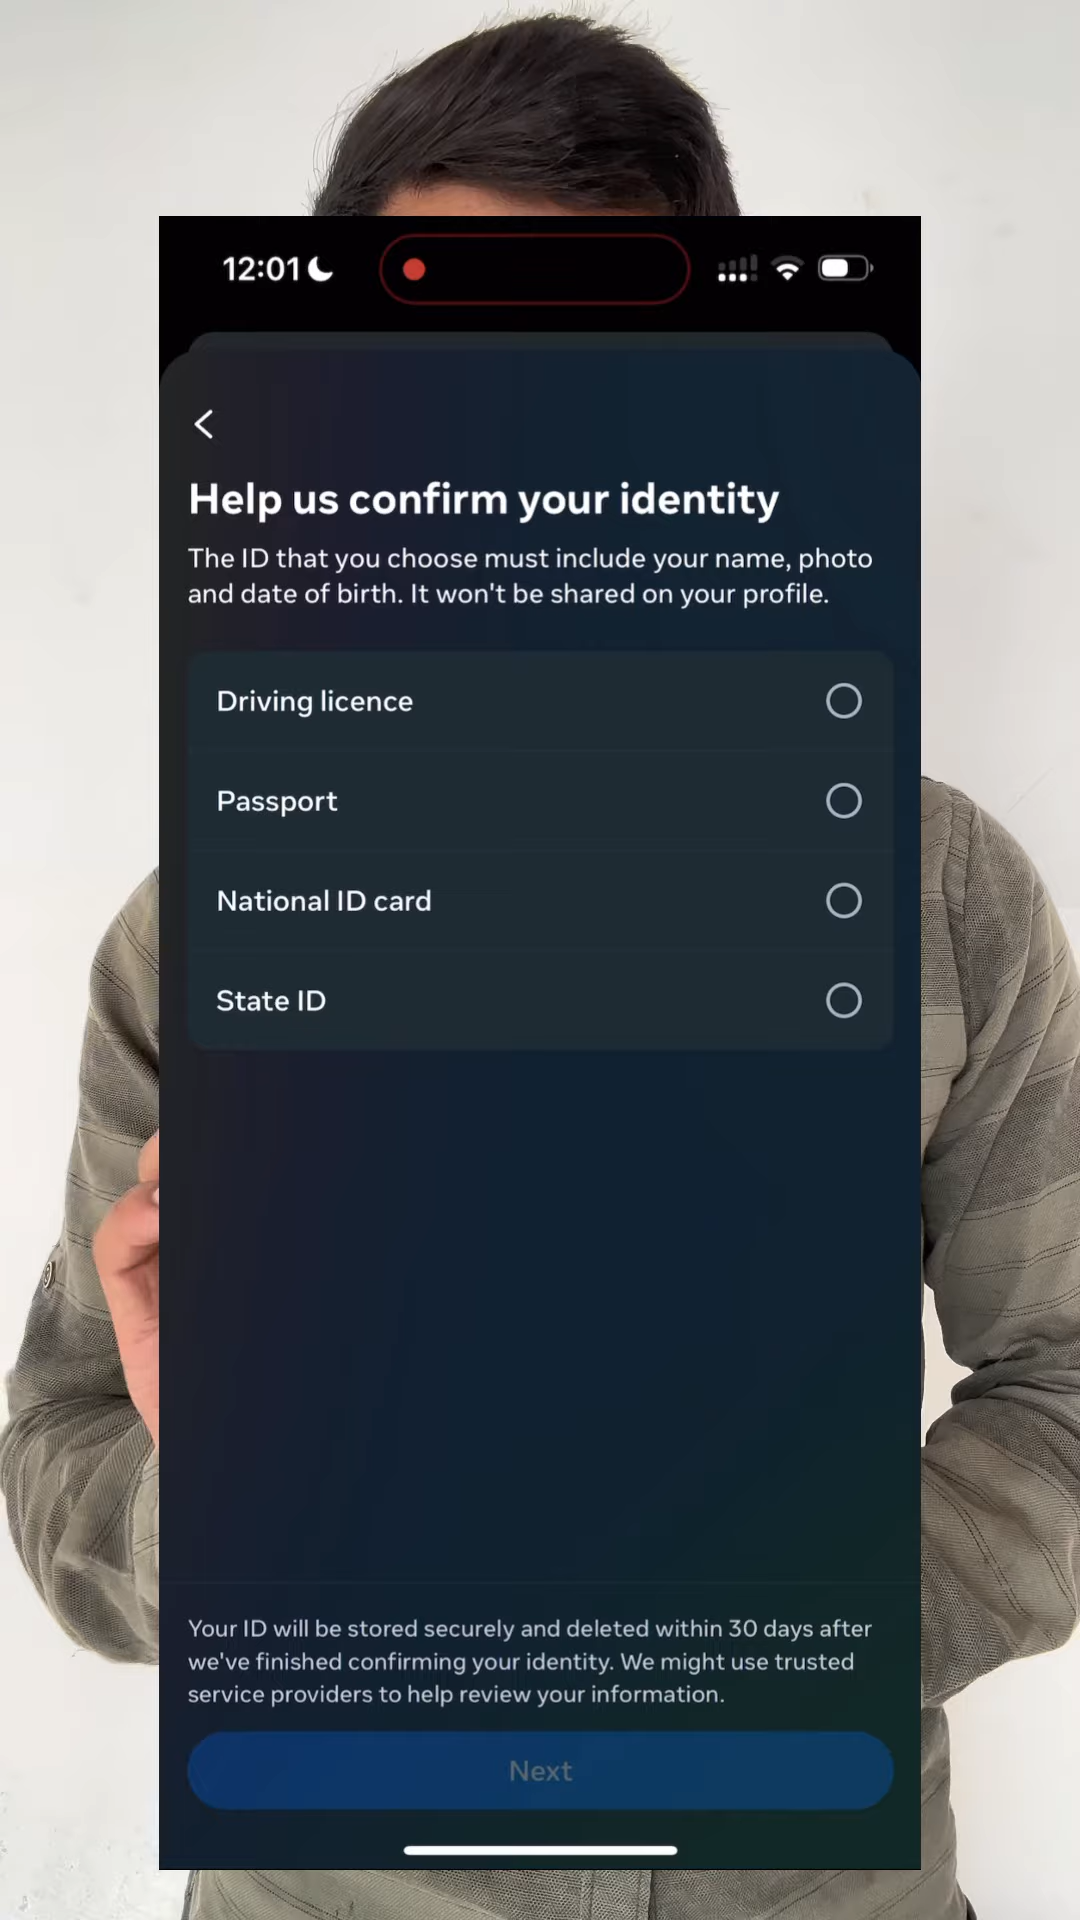 12:01
Help us confirm your identity
The ID that you choose must include your name, photo
and date of birth. It won't be shared on your profile.
Driving licence
Passport
National ID card
State ID
Your ID will be stored securely and deleted within 30 days after
we've finished confirming your identity. We might use trusted
service providers to help review your information.
Next